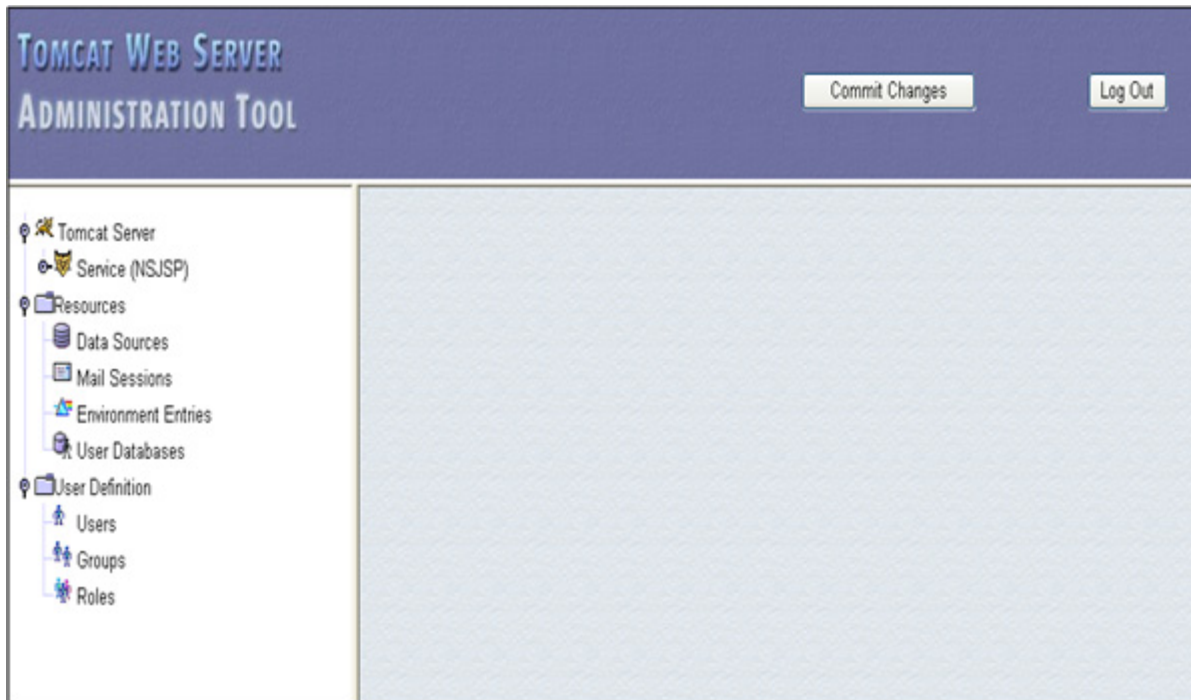 TOMCAT WEB SERVER
ADMINISTRATION TOOL
Commit Changes
Log Out
Tomcat Server
Service (NSJSP)
Resources
Data Sources
Mail Sessions
Environment Entries
User Databases
User Definition
Users
Groups
Roles